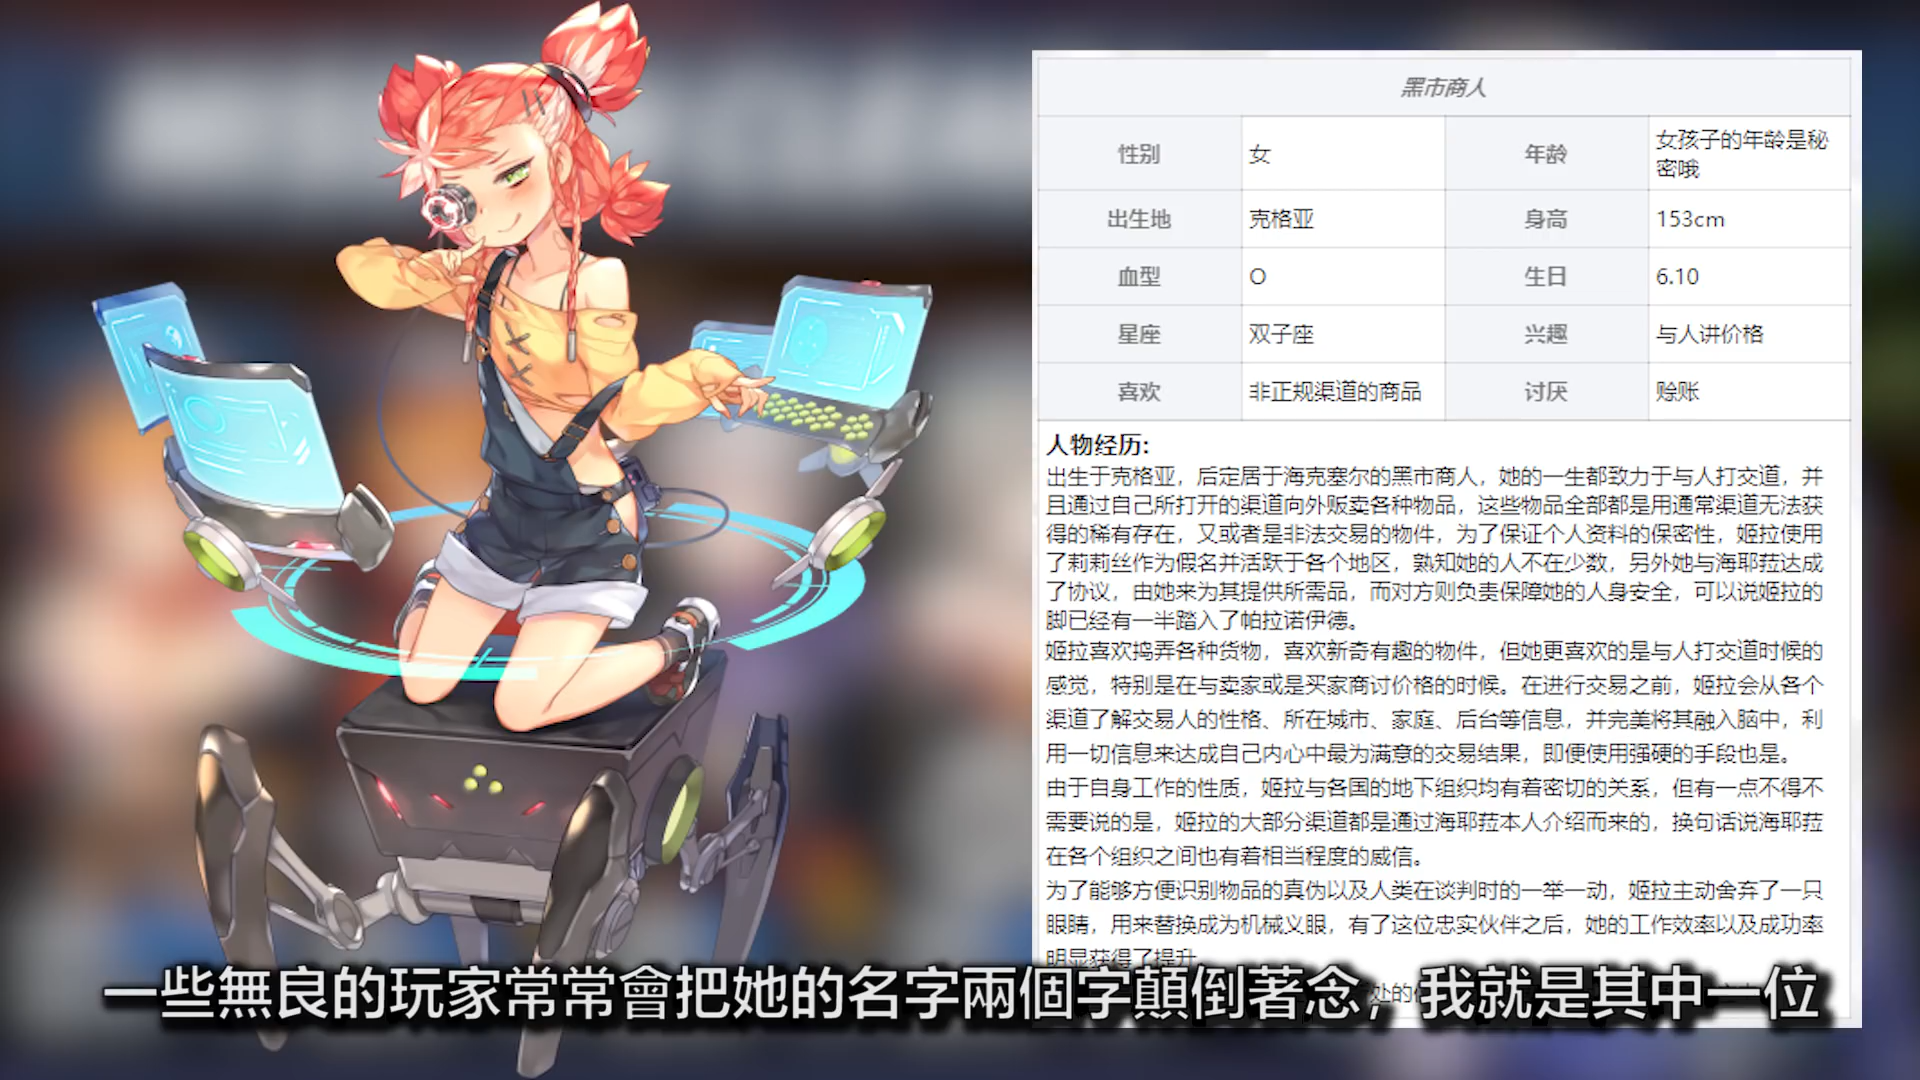 黑市商人
性别 女 年龄 女孩子的年龄是秘
密哦
出生地 克格亚 身高 153cm
血型 O 生日 6.10
星座 双子座 兴趣 与人讲价格
喜欢 非正规渠道的商品 讨厌 赊账
人物经历:
出生于克格亚，后定居于海克塞尔的黑市商人，她的一生都致力于与人打交道，并
且通过自己所打开的渠道向外贩卖各种物品，这些物品全部都是用通常渠道无法获
得的稀有存在，又或者是非法交易的物件，为了保证个人资料的保密性，姬拉使用
了莉莉丝作为假名并活跃于各个地区，熟知她的人不在少数，另外她与海耶菈达成
了协议，由她来为其提供所需品，而对方则负责保障她的人身安全，可以说姬拉的
脚已经有一半踏入了帕拉诺伊德。
姬拉喜欢捣弄各种货物，喜欢新奇有趣的物件，但她更喜欢的是与人打交道时候的
感觉，特别是在与卖家或是买家商讨价格的时候。在进行交易之前，姬拉会从各个
渠道了解交易人的性格、所在城市、家庭、后台等信息，并完美将其融入脑中，利
用一切信息来达成自己内心中最为满意的交易结果，即便使用强硬的手段也是。
由于自身工作的性质，姬拉与各国的地下组织均有着密切的关系，但有一点不得不
需要说的是，姬拉的大部分渠道都是通过海耶菈本人介绍而来的，换句话说海耶菈
在各个组织之间也有着相当程度的威信。
为了能够方便识别物品的真伪以及人类在谈判时的一举一动，姬拉主动舍弃了一只
眼睛，用来替换成为机械义眼，有了这位忠实伙伴之后，她的工作效率以及成功率
明显获得了提升。
一些無良的玩家常常會把她的名字兩個字顛倒著念，我就是其中一位